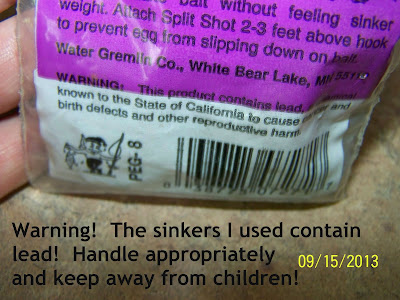 bait without feeling sinker
weight. Attach Split Shot 2-3 feet above hook
to prevent egg from slipping down on bait.
Water Gremlin Co., White Bear Lake, MN 551
WARNING! This product contains lead,
known to the State of California to cause and
birth defects and other reproductive harm
PEG-8
Warning! The sinkers I used contain
lead! Handle appropriately
and keep away from children!
09/15/2013